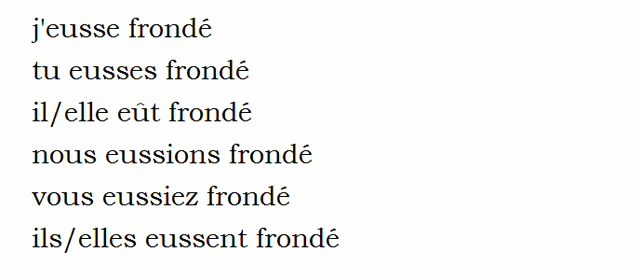 j'eusse frondé
tu eusses frondé
il/elle eût frondé
nous eussions frondé
vous eussiez frondé
ils/elles eussent frondé